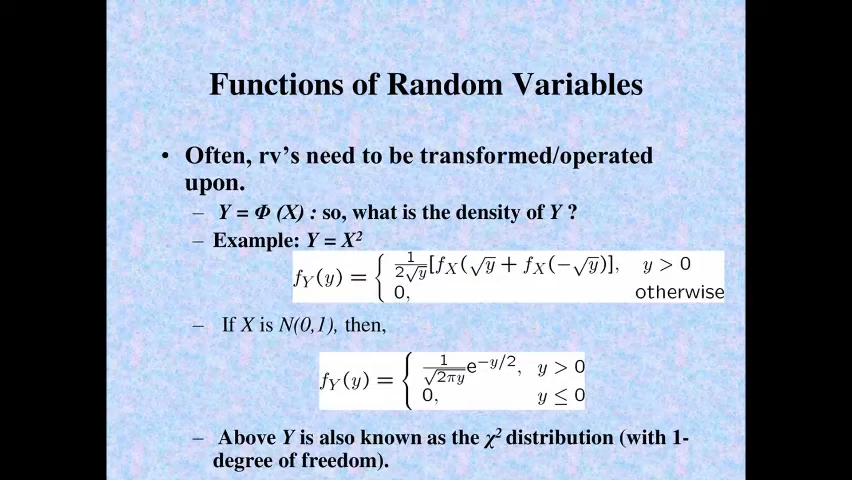 Functions of Random Variables
• Often, rv's need to be transformed/operated
upon.
– Y = Φ (X) : so, what is the density of Y ?
– Example: Y = X²
f_Y(y) = { 1/(2√y) [f_X(√y + f_X(−√y)], y > 0
0, otherwise
– If X is N(0,1), then,
f_Y(y) = { 1/√(2πy) e^(−y/2), y > 0
0, y ≤ 0
– Above Y is also known as the χ² distribution (with 1-
degree of freedom).